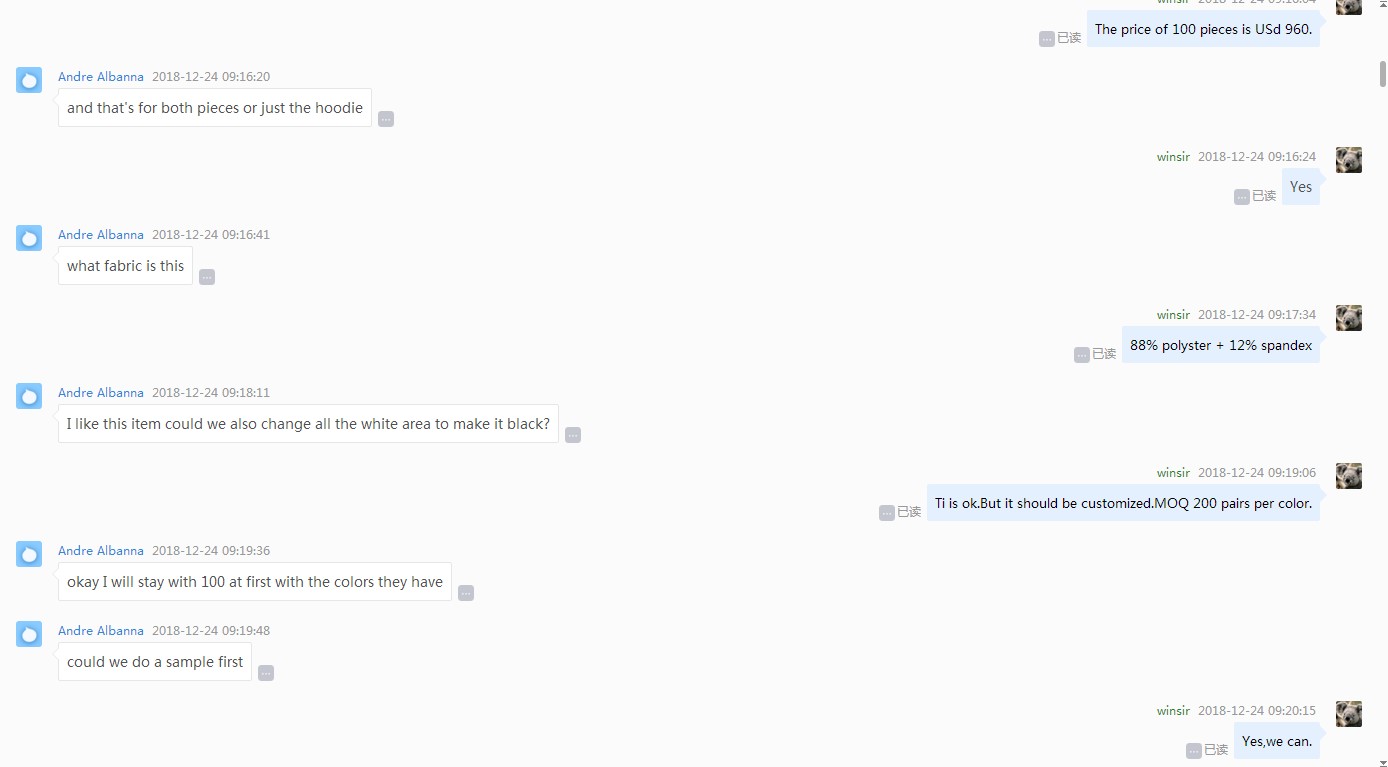 winsir 2018-12-24 09:16:04
The price of 100 pieces is USd 960.
已读
Andre Albanna 2018-12-24 09:16:20
and that's for both pieces or just the hoodie
winsir 2018-12-24 09:16:24
Yes
已读
Andre Albanna 2018-12-24 09:16:41
what fabric is this
winsir 2018-12-24 09:17:34
88% polyster + 12% spandex
已读
Andre Albanna 2018-12-24 09:18:11
I like this item could we also change all the white area to make it black?
winsir 2018-12-24 09:19:06
Ti is ok.But it should be customized.MOQ 200 pairs per color.
已读
Andre Albanna 2018-12-24 09:19:36
okay I will stay with 100 at first with the colors they have
Andre Albanna 2018-12-24 09:19:48
could we do a sample first
winsir 2018-12-24 09:20:15
Yes,we can.
已读